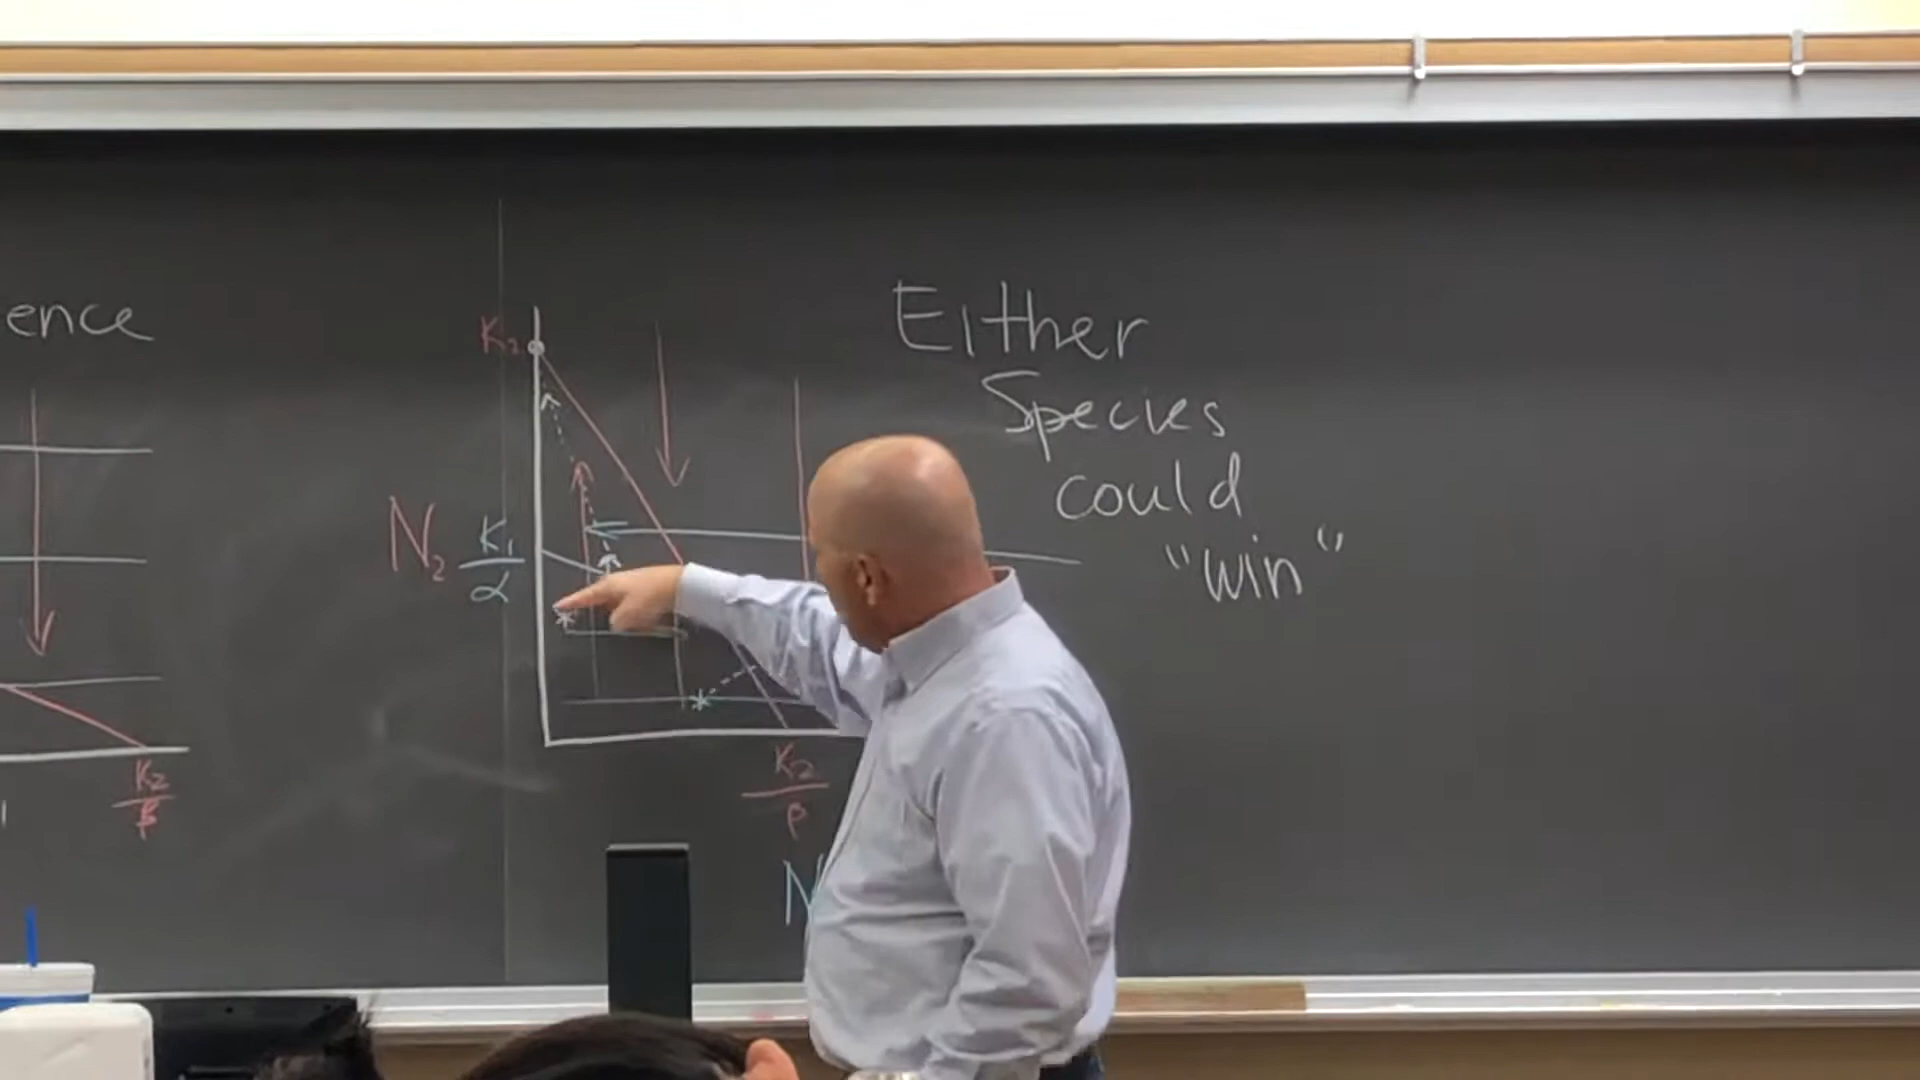 ence
K₂
N₂
K₁
α
K₂
β
K₂
β
N
Either
Species
could
"win"